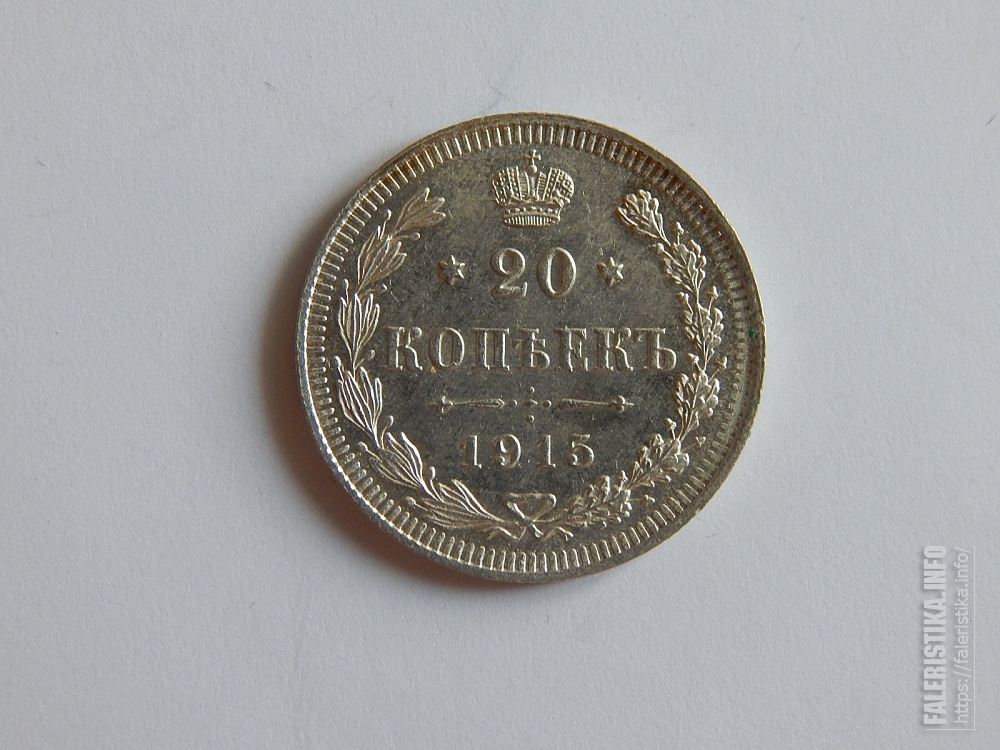 20
КОПѢЕКЪ
1915
FALERISTIKA.INFO
https://faleristika.info/